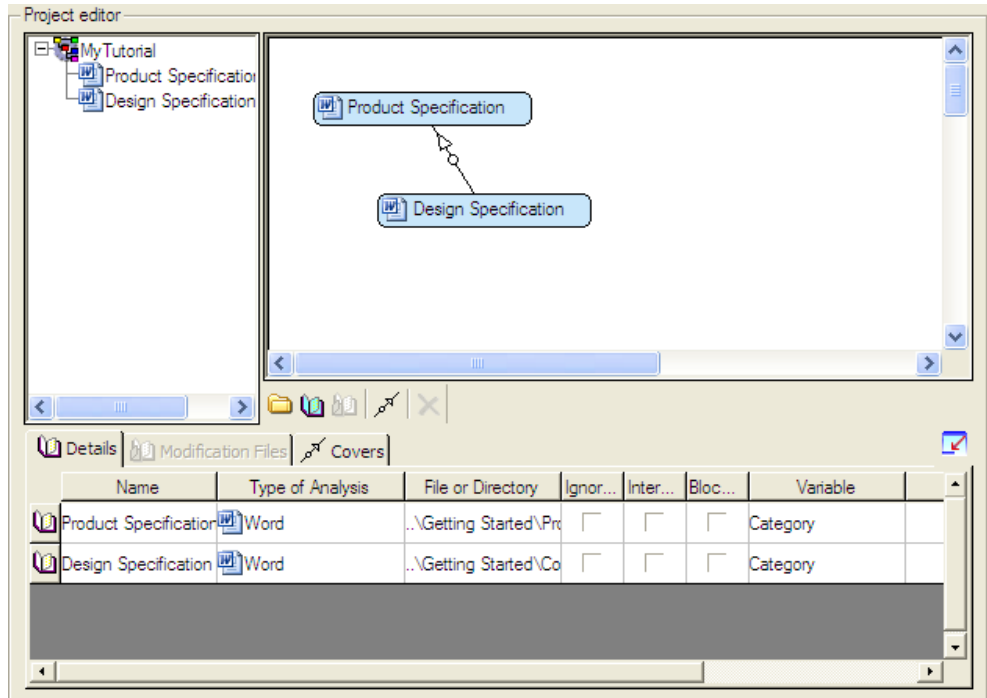 Project editor
MyTutorial
Product Specification
Design Specification
Product Specification
Design Specification
Details Modification Files Covers
Name Type of Analysis File or Directory Ignor... Inter... Bloc... Variable
Product Specification Word ..\Getting Started\Pro Category
Design Specification Word ..\Getting Started\Co Category